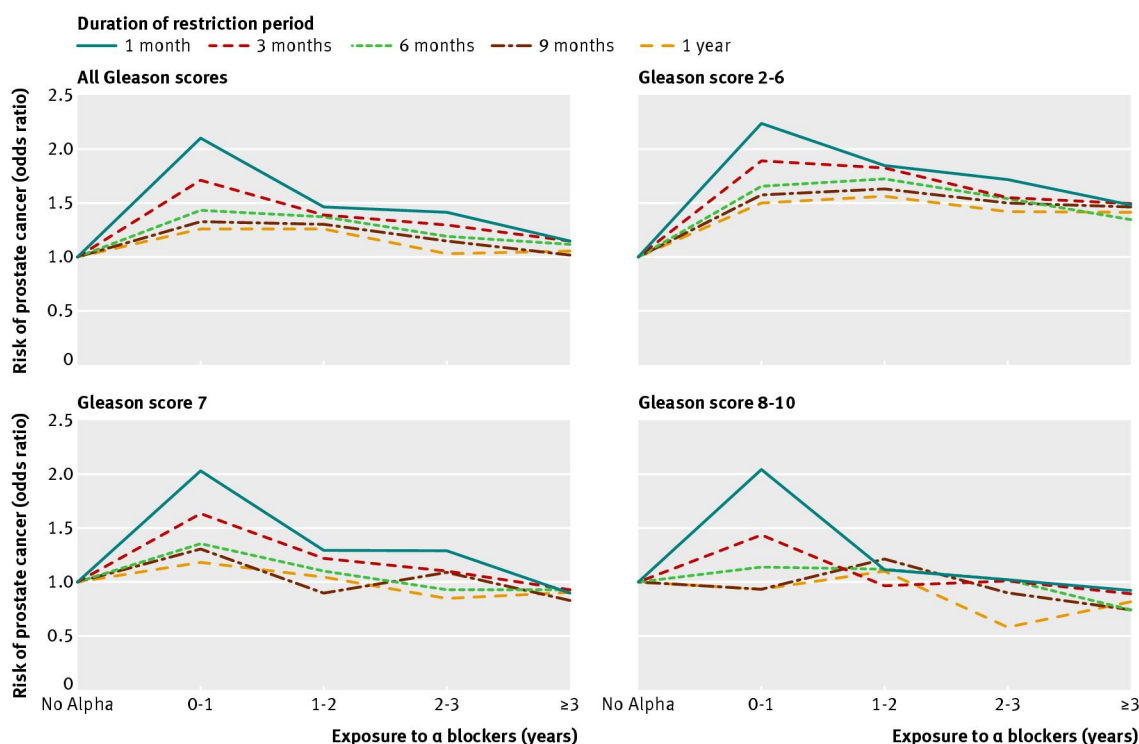 Duration of restriction period
1 month 3 months 6 months 9 months 1 year
All Gleason scores
Risk of prostate cancer (odds ratio)
2.5
2.0
1.5
1.0
0.5
0
Gleason score 2-6
Gleason score 7
Risk of prostate cancer (odds ratio)
2.5
2.0
1.5
1.0
0.5
0
No Alpha 0-1 1-2 2-3 ≥3
Exposure to α blockers (years)
Gleason score 8-10
No Alpha 0-1 1-2 2-3 ≥3
Exposure to α blockers (years)